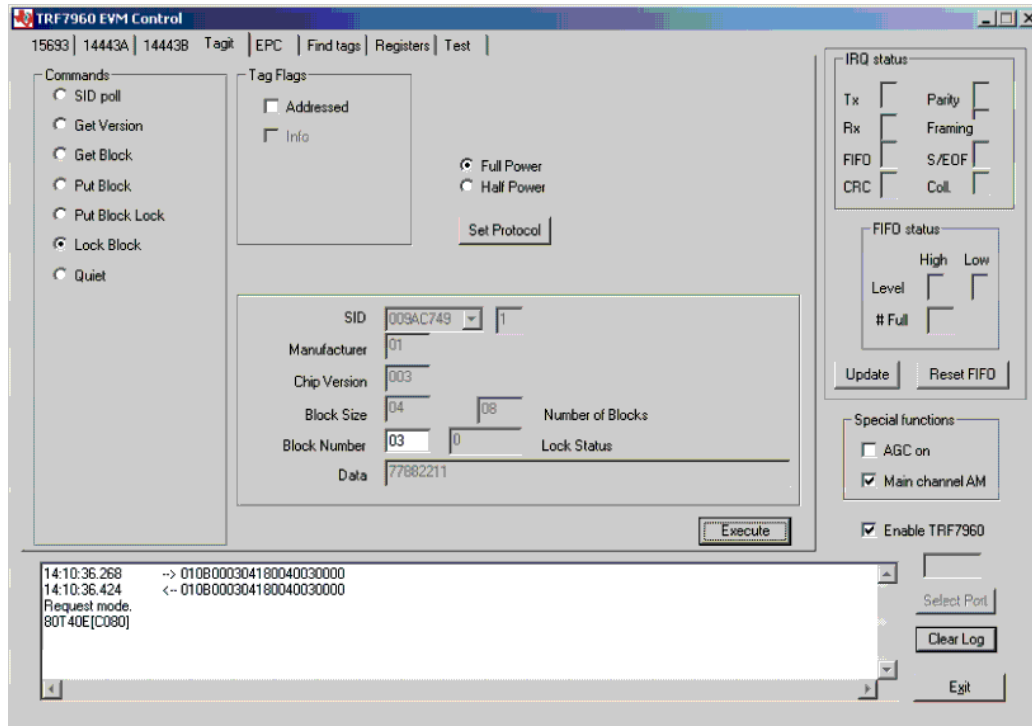 TRF7960 EVM Control
15693 14443A 14443B Tagit EPC Find tags Registers Test
Commands
SID poll
Get Version
Get Block
Put Block
Put Block Lock
Lock Block
Quiet
Tag Flags
Addressed
Info
Full Power
Half Power
Set Protocol
SID 009AC749 1
Manufacturer 01
Chip Version 003
Block Size 04 08 Number of Blocks
Block Number 03 0 Lock Status
Data 77882211
Execute
IRQ status
Tx Parity
Rx Framing
FIFO S/EOF
CRC Coll.
FIFO status
High Low
Level
# Full
Update Reset FIFO
Special functions
AGC on
Main channel AM
Enable TRF7960
Select Port
Clear Log
Exit
14:10:36.268 --> 010B000304180040030000
14:10:36.424 <-- 010B000304180040030000
Request mode.
80T40E[C080]